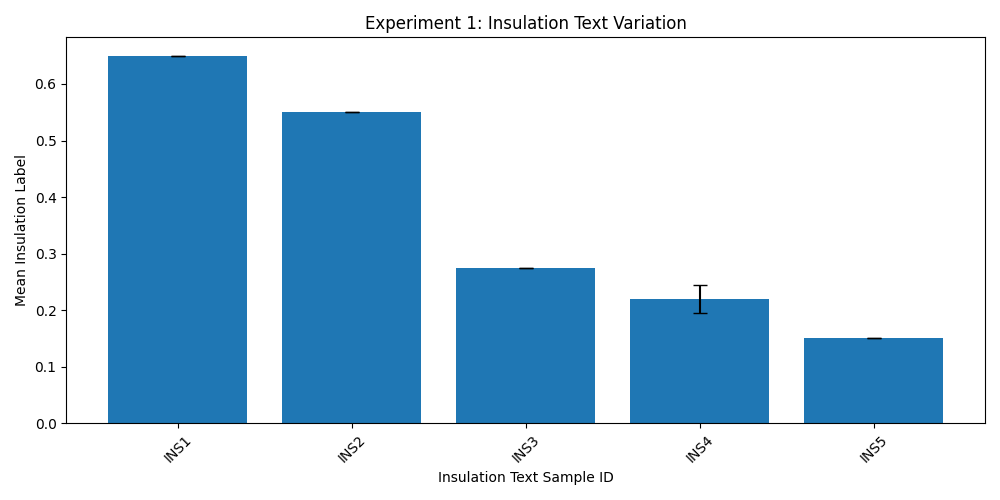 Experiment 1: Insulation Text Variation
Mean Insulation Label
0.6
0.5
0.4
0.3
0.2
0.1
0.0
INS1
INS2
INS3
INS4
INS5
Insulation Text Sample ID